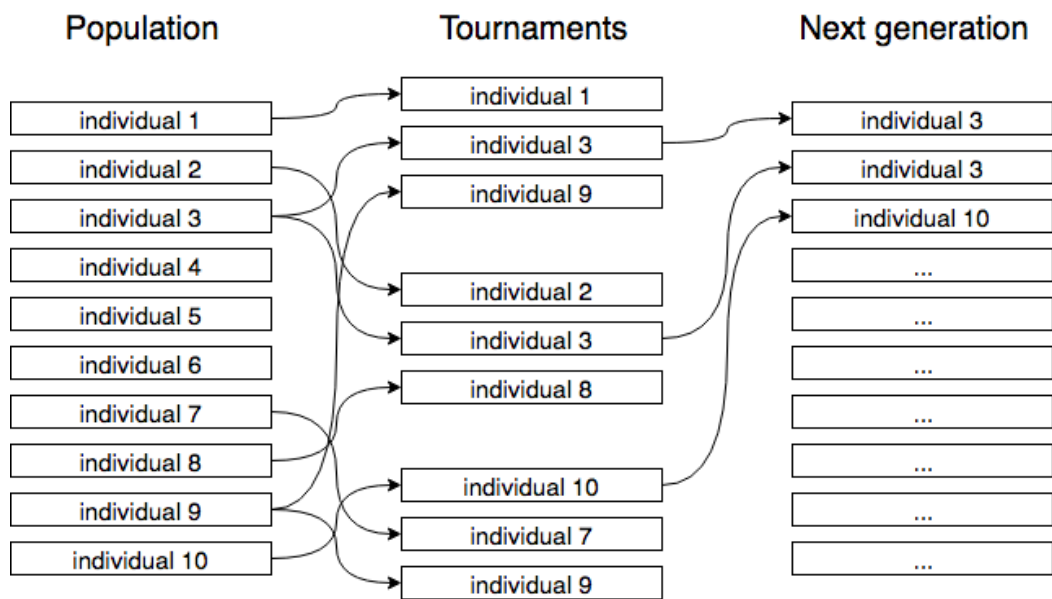 Population
individual 1
individual 2
individual 3
individual 4
individual 5
individual 6
individual 7
individual 8
individual 9
individual 10
Tournaments
individual 1
individual 3
individual 9
individual 2
individual 3
individual 8
individual 10
individual 7
individual 9
Next generation
individual 3
individual 3
individual 10
...
...
...
...
...
...
...